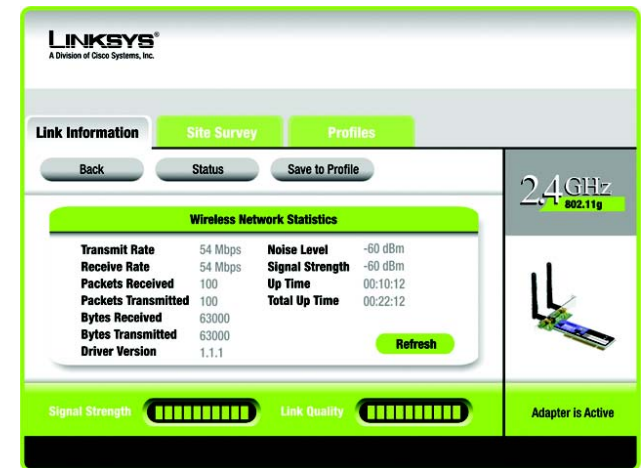 LINKSYS®
A Division of Cisco Systems, Inc.
Link Information Site Survey Profiles
Back Status Save to Profile
2.4 GHz
802.11g
Wireless Network Statistics
Transmit Rate 54 Mbps Noise Level -60 dBm
Receive Rate 54 Mbps Signal Strength -60 dBm
Packets Received 100 Up Time 00:10:12
Packets Transmitted 100 Total Up Time 00:22:12
Bytes Received 63000
Bytes Transmitted 63000
Driver Version 1.1.1
Refresh
Signal Strength Link Quality Adapter is Active